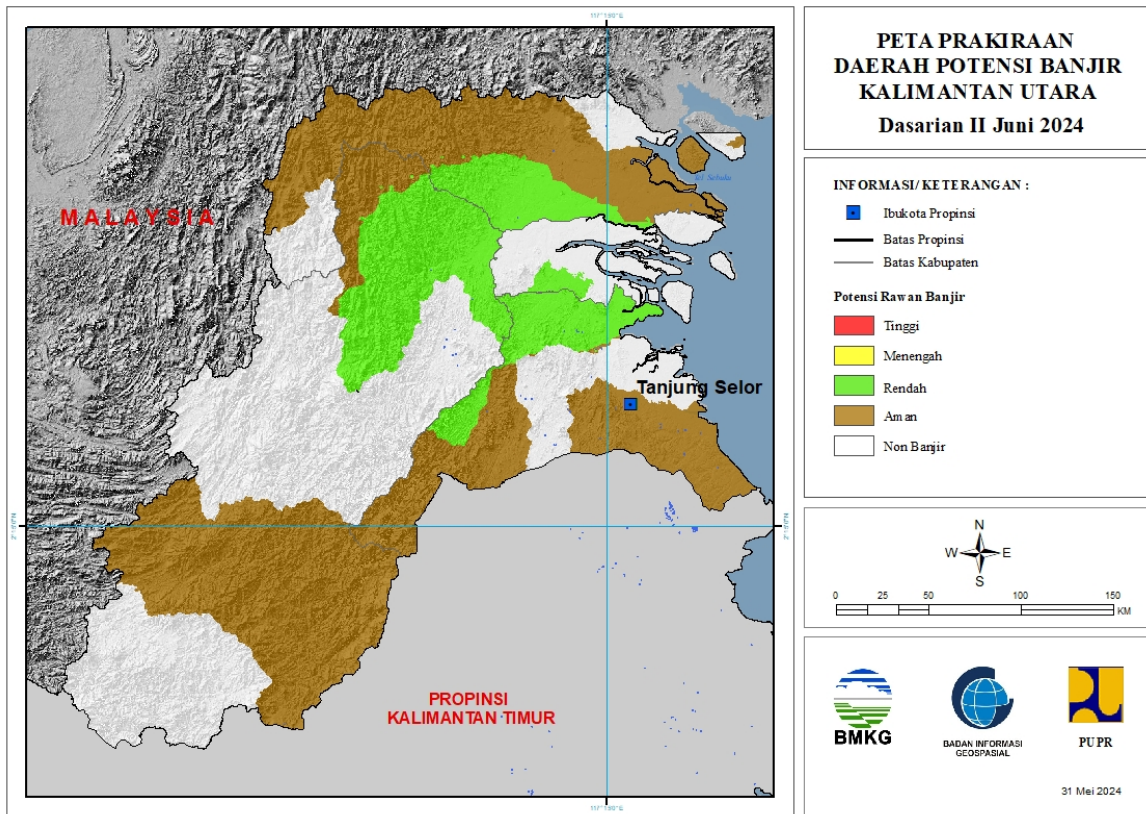 PETA PRAKIRAAN
DAERAH POTENSI BANJIR
KALIMANTAN UTARA
Dasarian II Juni 2024
INFORMASI/ KETERANGAN :
Ibukota Propinsi
Batas Propinsi
Batas Kabupaten
Potensi Rawan Banjir
Tinggi
Menengah
Rendah
Aman
Non Banjir
N
W E
S
0 25 50 100 150
KM
BMKG
BADAN INFORMASI
GEOSPASIAL
PUPR
31 Mei 2024
MALAYSIA
Tanjung Selor
PROPINSI
KALIMANTAN TIMUR